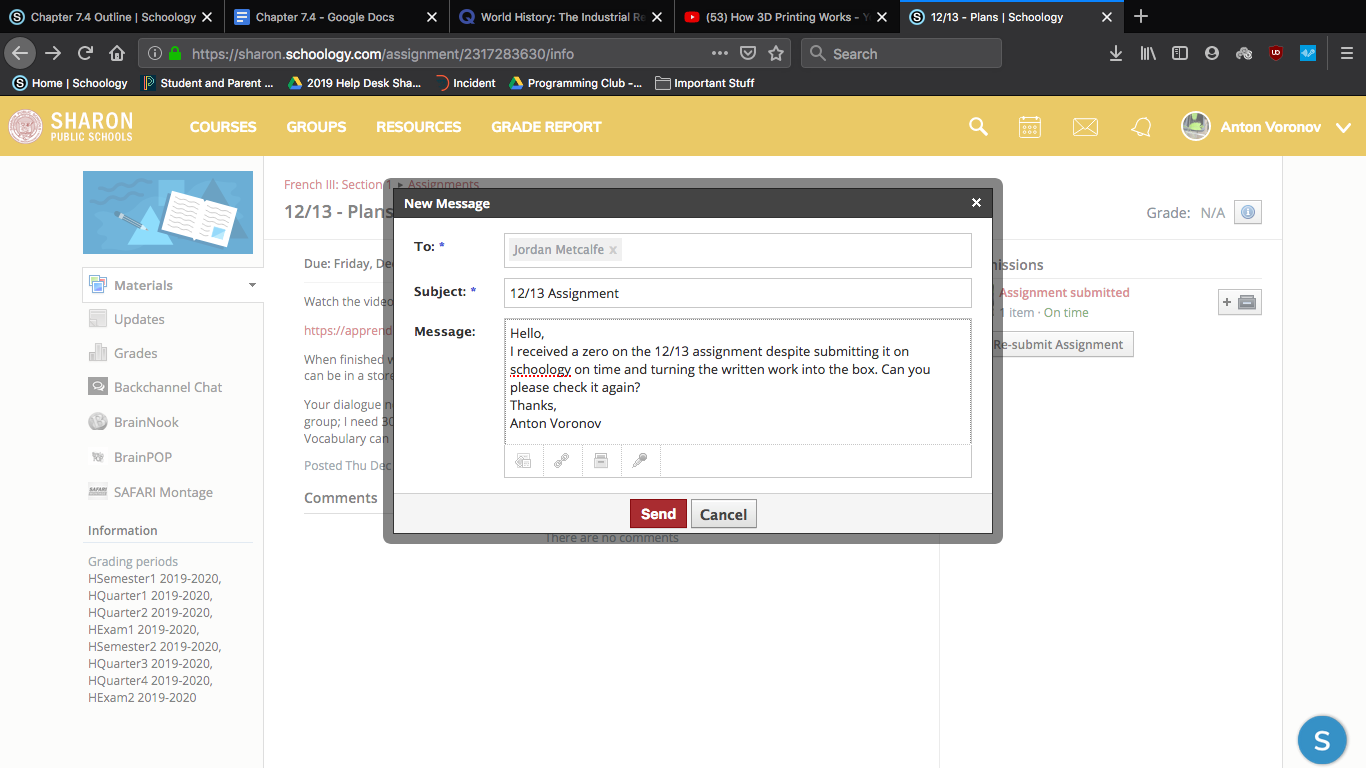 Chapter 7.4 Outline | Schoology
Chapter 7.4 - Google Docs
World History: The Industrial Re
(53) How 3D Printing Works - Y
12/13 - Plans | Schoology
https://sharon.schoology.com/assignment/2317283630/info
Search
Home | Schoology
Student and Parent ...
2019 Help Desk Sha...
Incident
Programming Club -...
Important Stuff
SHARON
PUBLIC SCHOOLS
COURSES
GROUPS
RESOURCES
GRADE REPORT
Anton Voronov
French III: Section 1 ▸ Assignments
12/13 - Plans
Grade: N/A
Materials
Updates
Grades
Backchannel Chat
BrainNook
BrainPOP
SAFARI Montage
Information
Grading periods
HSemester1 2019-2020,
HQuarter1 2019-2020,
HQuarter2 2019-2020,
HExam1 2019-2020,
HSemester2 2019-2020,
HQuarter3 2019-2020,
HQuarter4 2019-2020,
HExam2 2019-2020
Due: Friday, De
Watch the video
https://apprend
When finished w
can be in a store
Your dialogue n
group; I need 30
Vocabulary can
Posted Thu Dec
Comments
There are no comments
New Message
To: *
Jordan Metcalfe x
Subject: *
12/13 Assignment
Message:
Hello,
I received a zero on the 12/13 assignment despite submitting it on
schoology on time and turning the written work into the box. Can you
please check it again?
Thanks,
Anton Voronov
Send
Cancel
missions
Assignment submitted
1 item · On time
Re-submit Assignment
S